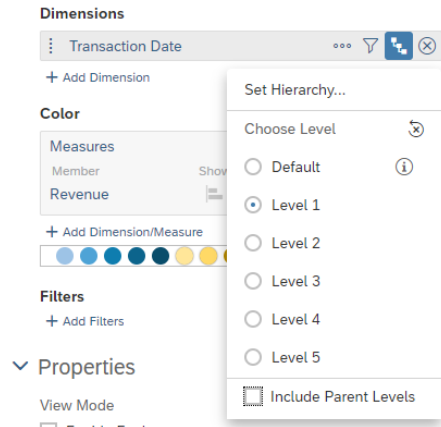 Dimensions
Transaction Date
+ Add Dimension
Set Hierarchy...
Color
Choose Level
Measures
Default
Member
Revenue
Level 1
+ Add Dimension/Measure
Level 2
Level 3
Filters
+ Add Filters
Level 4
Level 5
Properties
Include Parent Levels
View Mode